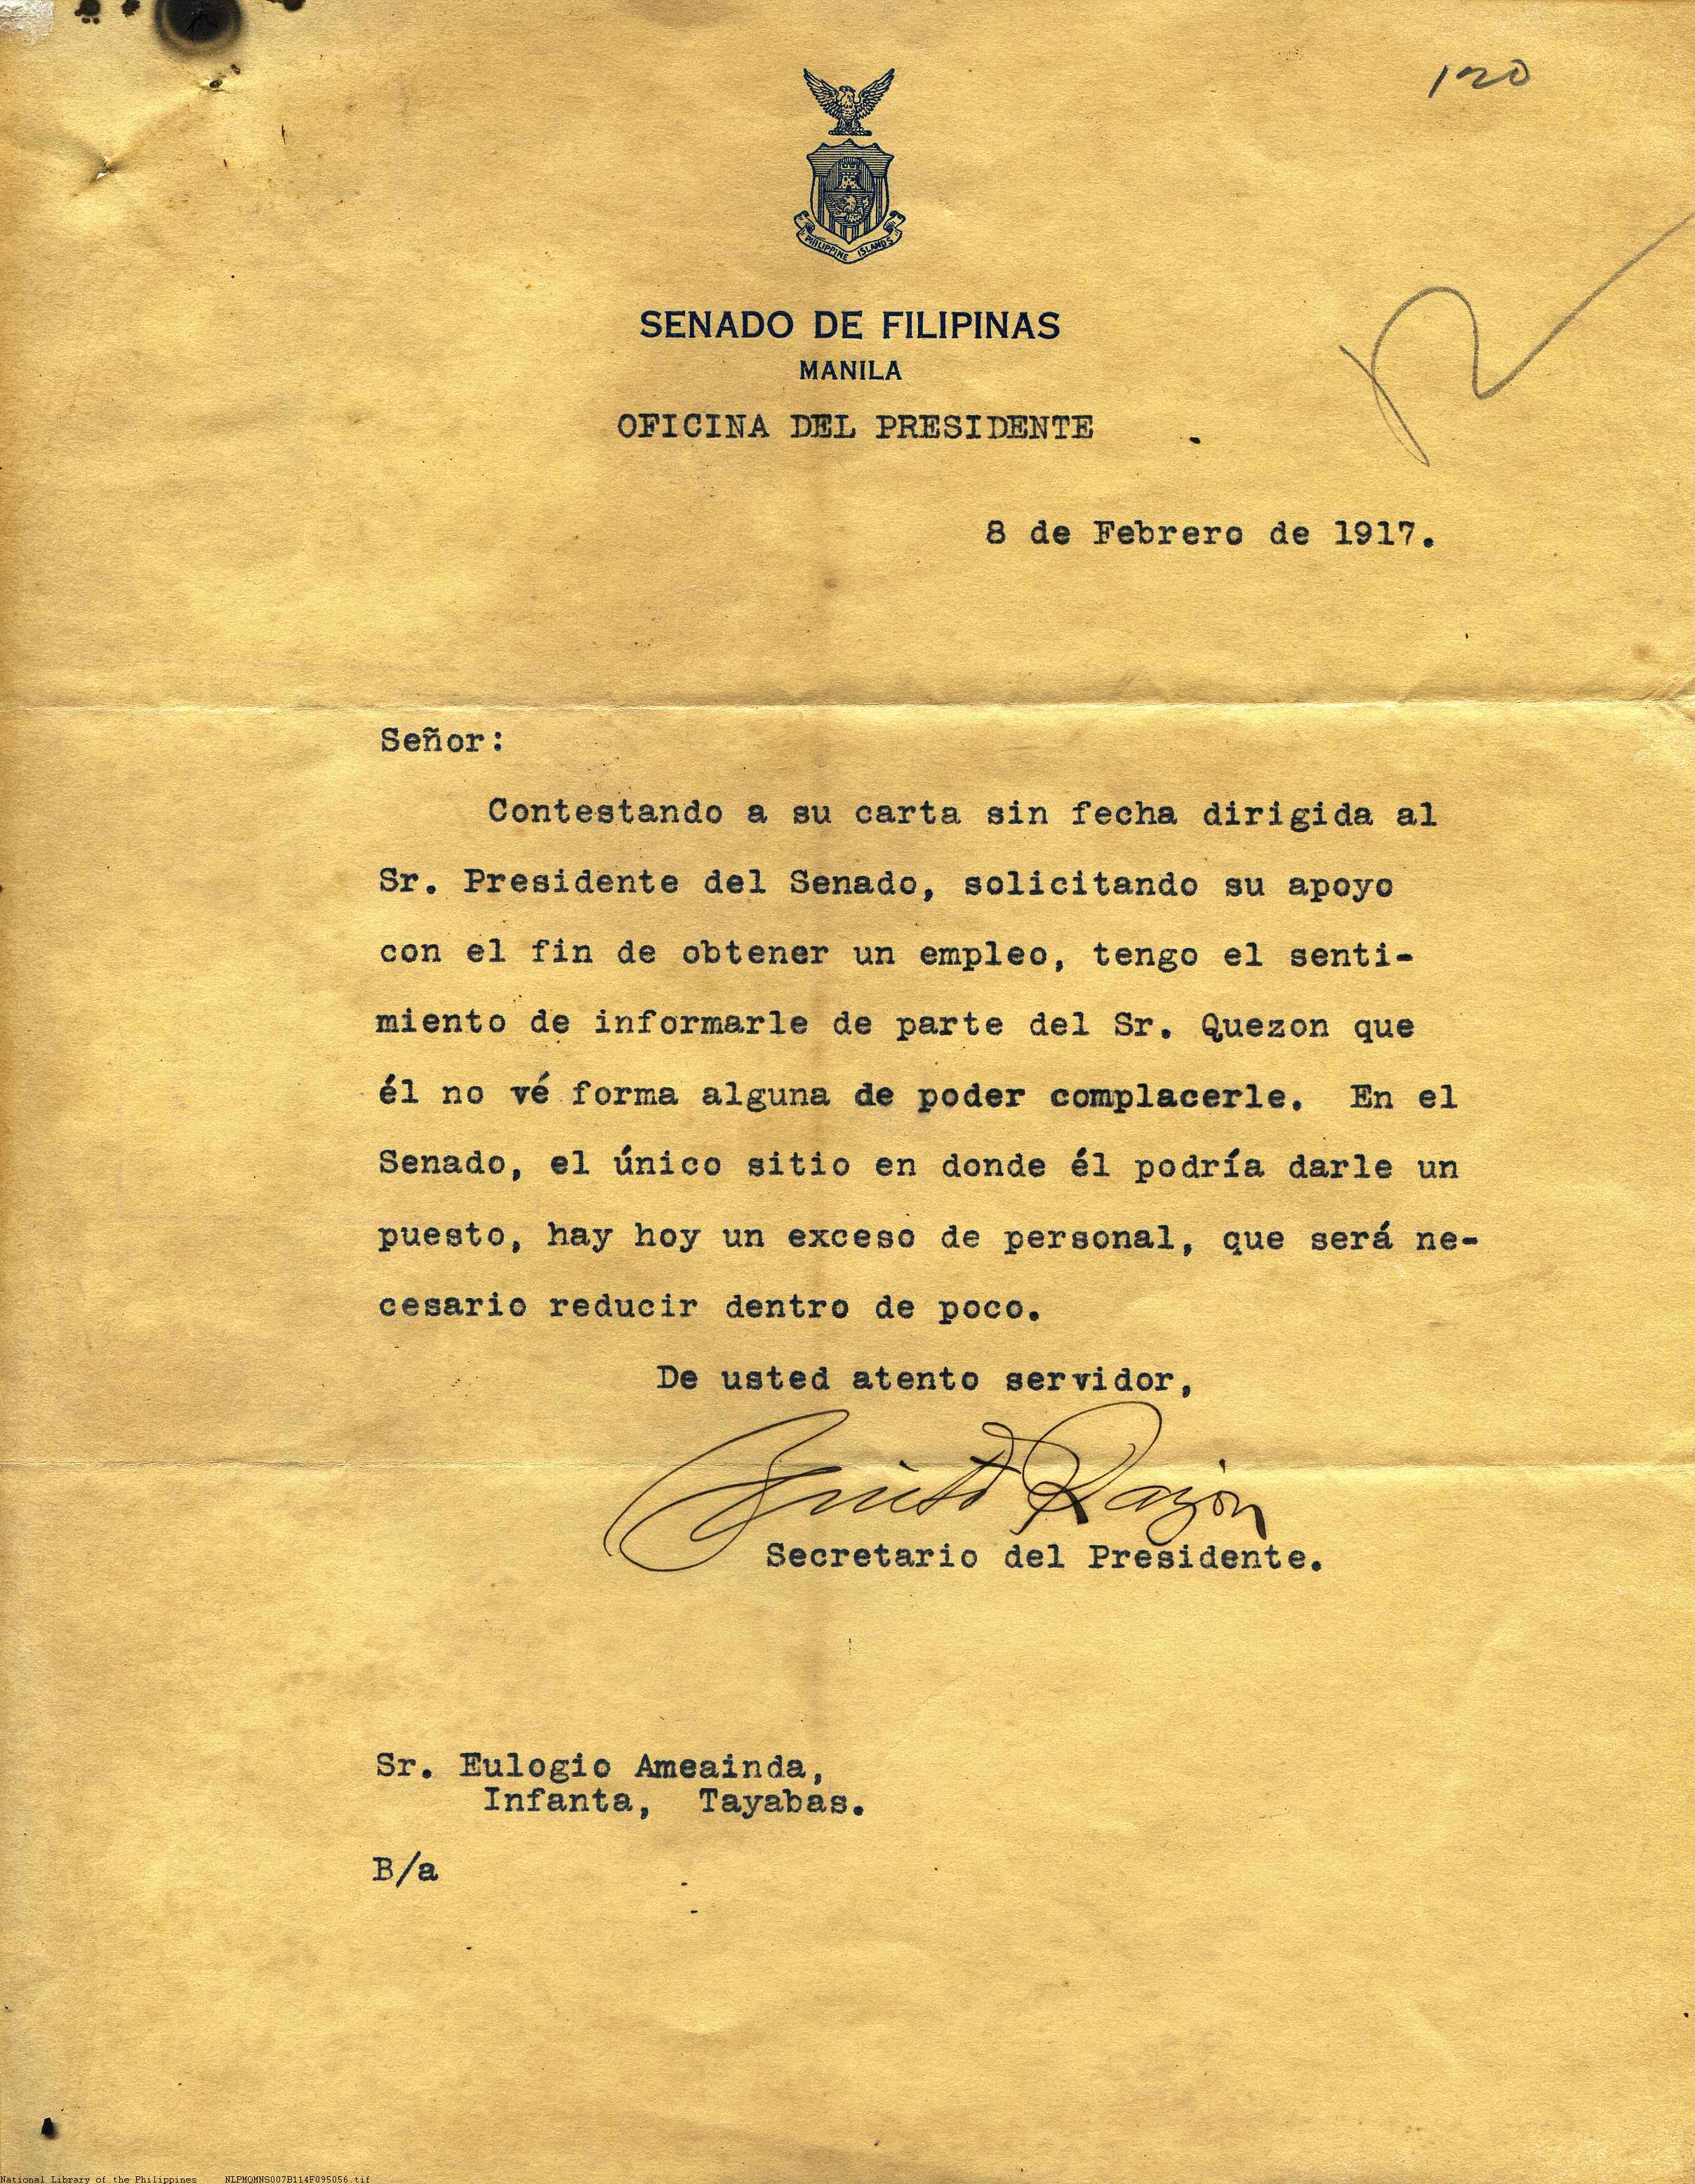 120
PHILIPPINE ISLANDS
SENADO DE FILIPINAS
MANILA
OFICINA DEL PRESIDENTE
8 de Febrero de 1917.
Señor:
Contestando a su carta sin fecha dirigida al
Sr. Presidente del Senado, solicitando su apoyo
con el fin de obtener un empleo, tengo el senti-
miento de informarle de parte del Sr. Quezon que
él no vé forma alguna de poder complacerle. En el
Senado, el único sitio en donde él podría darle un
puesto, hay hoy un exceso de personal, que será ne-
cesario reducir dentro de poco.
De usted atento servidor,
Razon
Secretario del Presidente.
Sr. Eulogio Ameainda,
Infanta, Tayabas.
B/a
National Library of the Philippines NLPMQMNS007B114F095056.tif